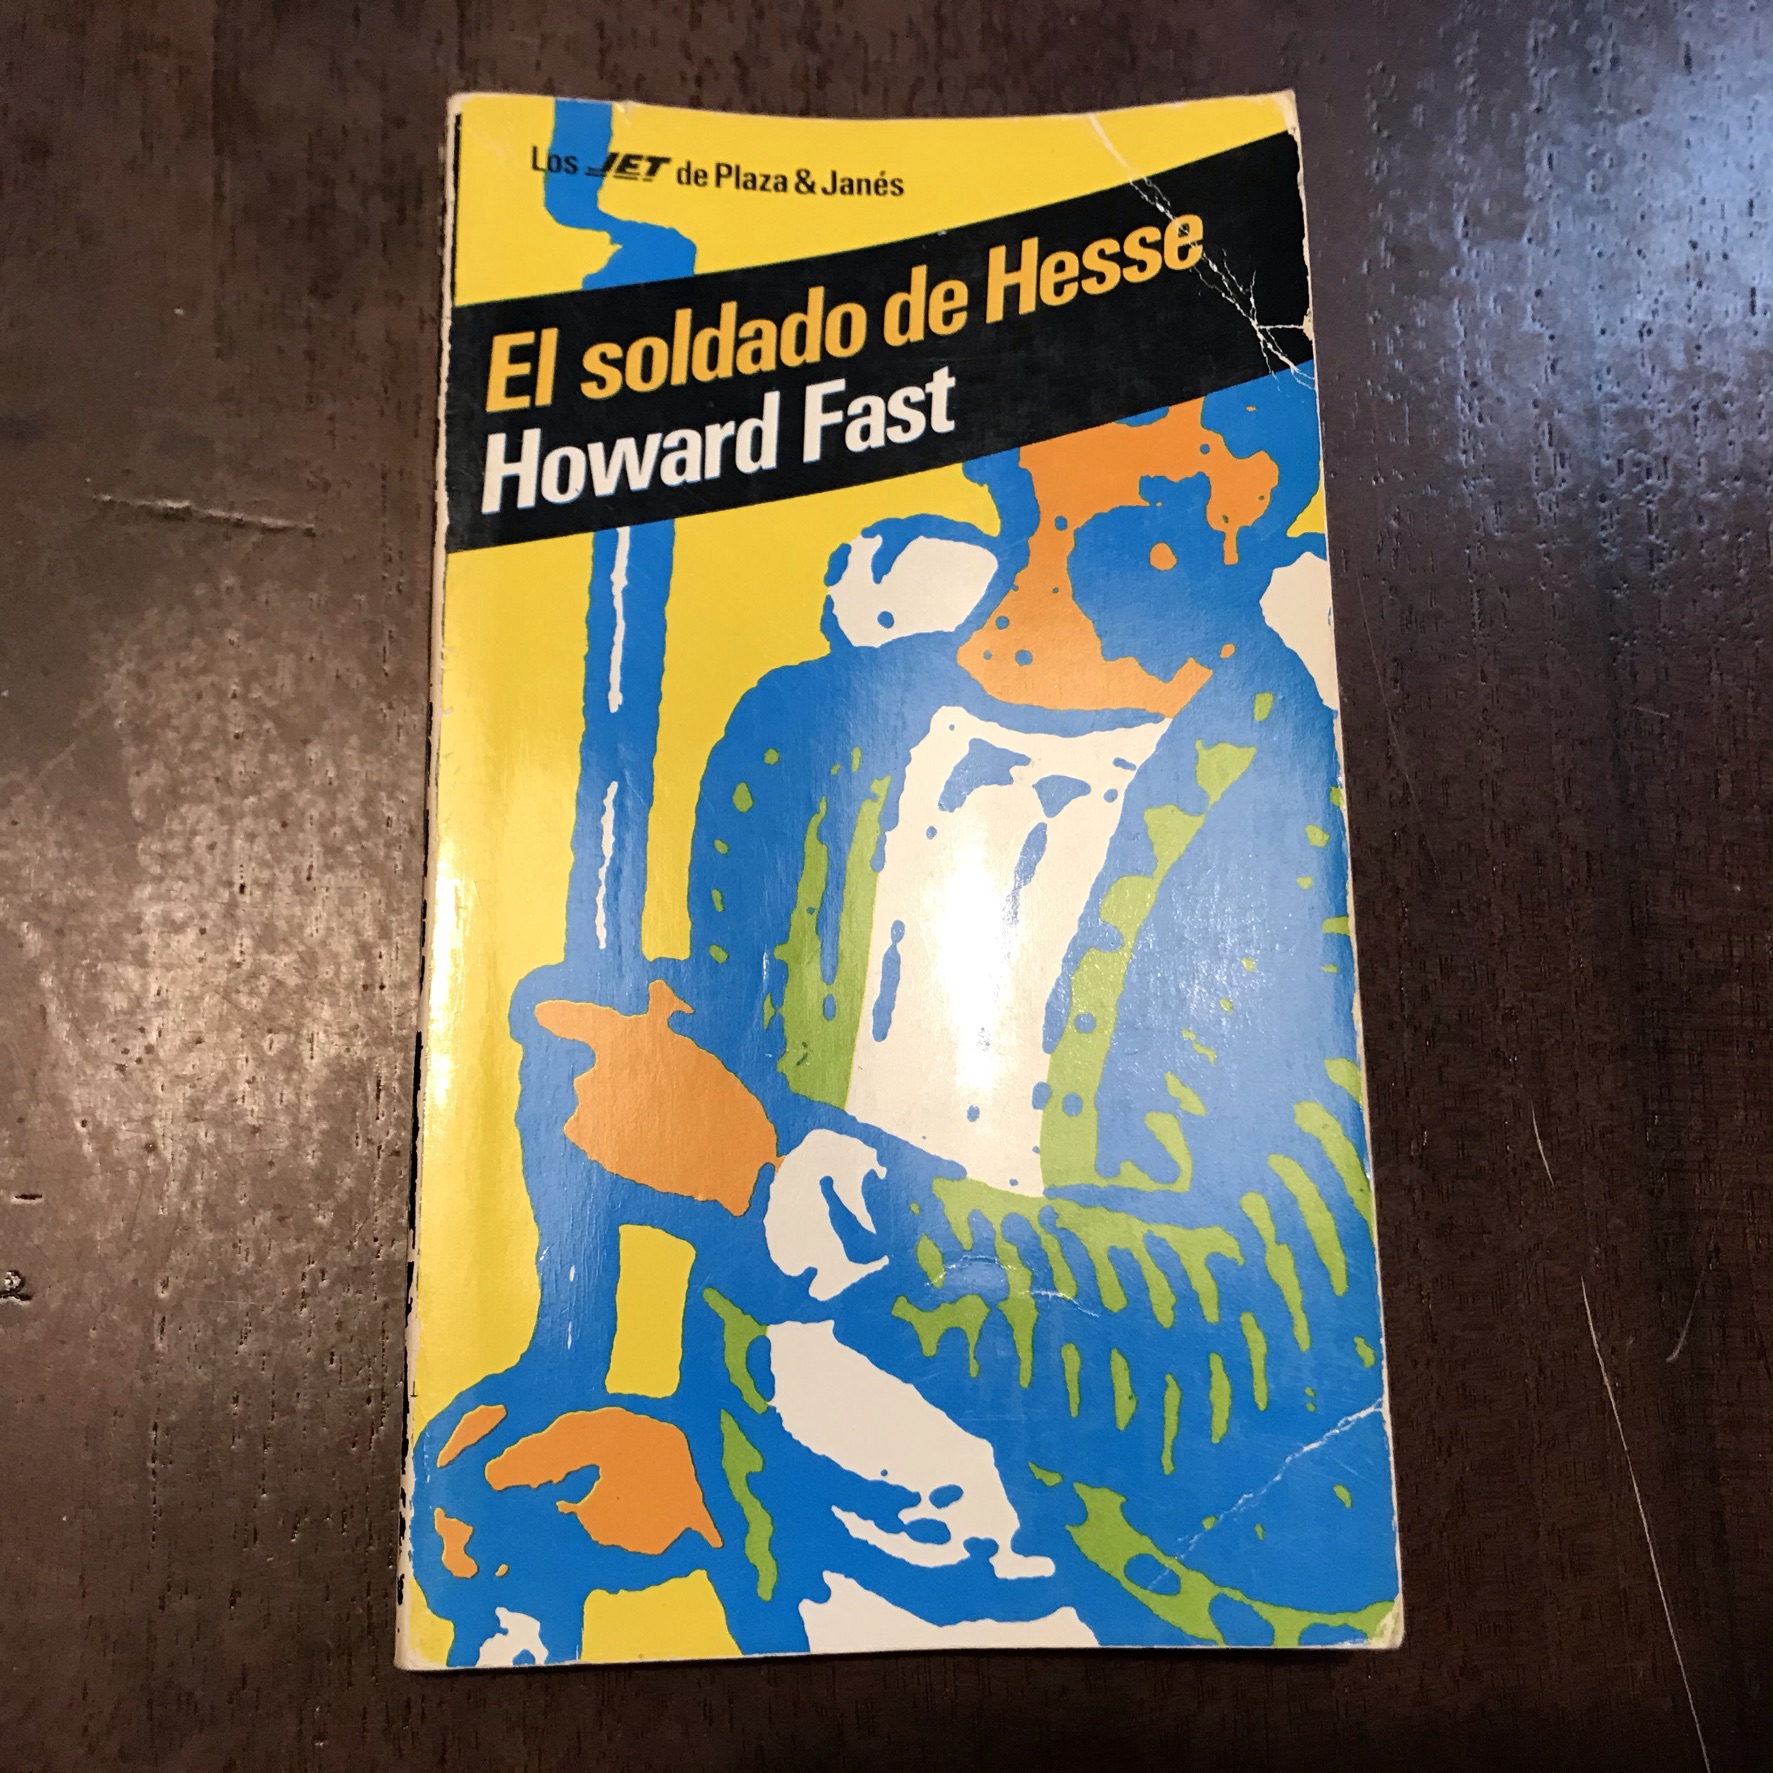 Los JET de Plaza & Janés
El soldado de Hesse
Howard Fast